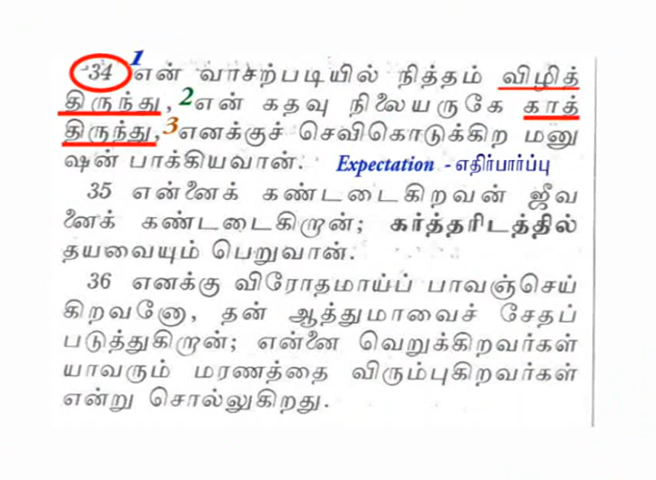 34 1 என் வாசற்படியில் நித்தம் விழித்
திருந்து, 2 என் கதவு நிலையருகே காத்
திருந்து, 3 எனக்குச் செவிகொடுக்கிற மனு
ஷன் பாக்கியவான். Expectation - எதிர்பார்ப்பு
35 என்னைக் கண்டடைகிறவன் ஜீவ
னைக் கண்டடைகிறான்; கர்த்தரிடத்தில்
தயவையும் பெறுவான்.
36 எனக்கு விரோதமாய்ப் பாவஞ்செய்
கிறவனோ, தன் ஆத்துமாவைச் சேதப்
படுத்துகிறான்; என்னை வெறுக்கிறவர்கள்
யாவரும் மரணத்தை விரும்புகிறவர்கள்
என்று சொல்லுகிறது.